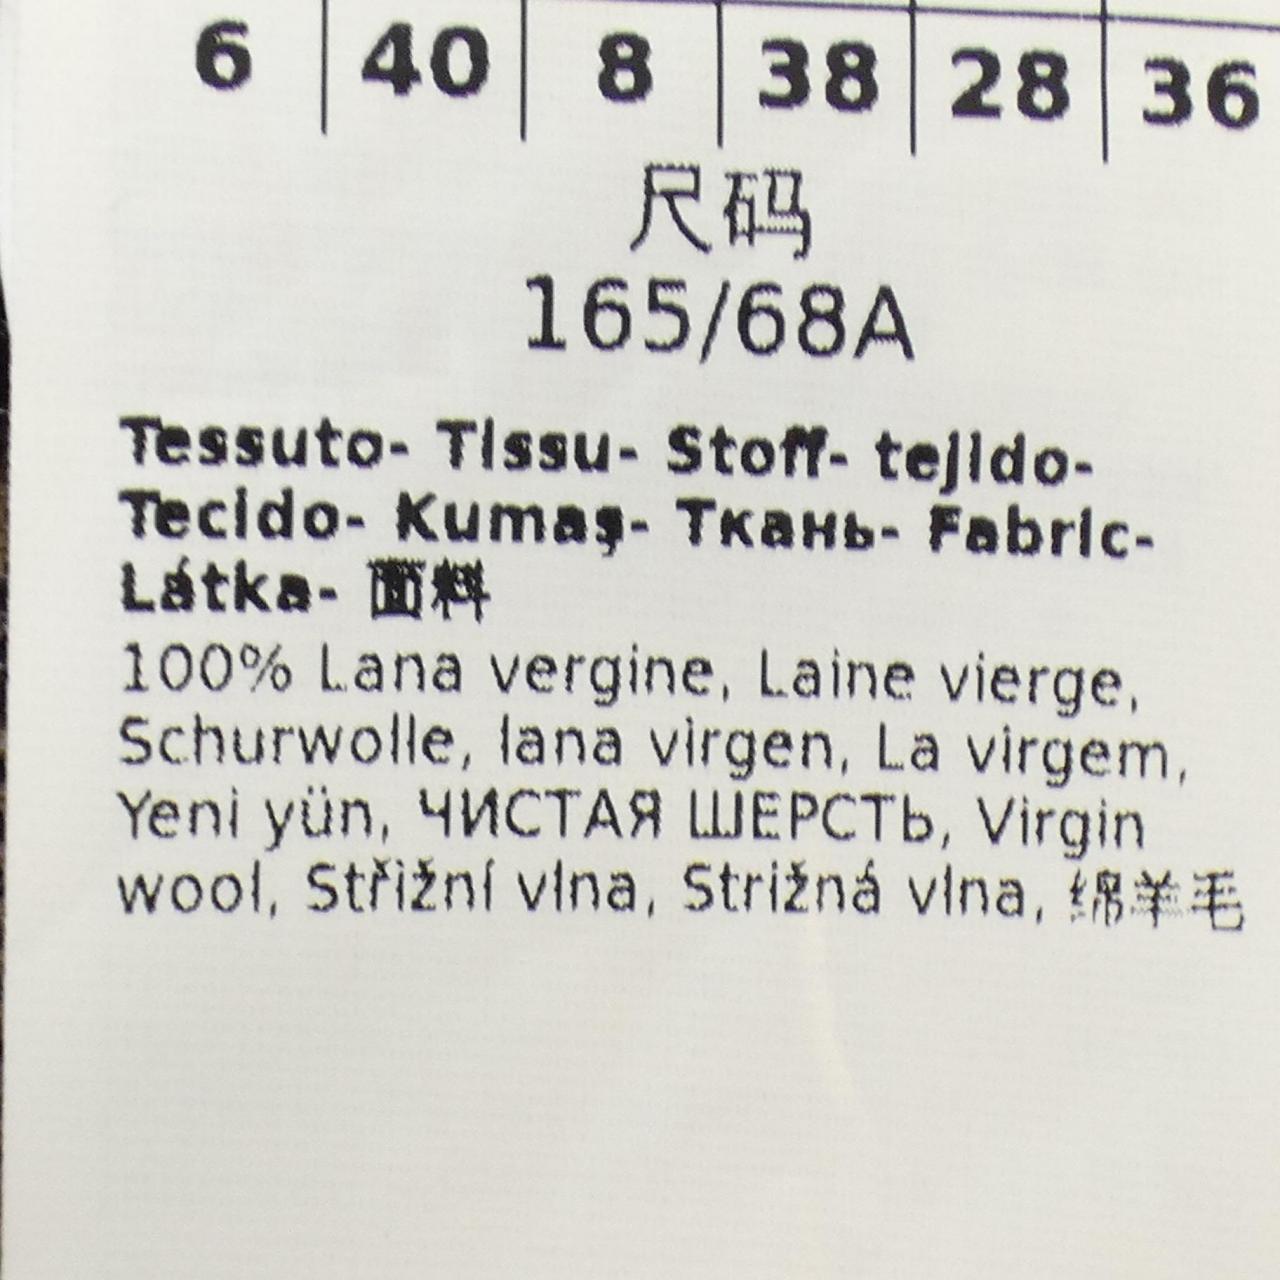 6 40 8 38 28 36
尺码
165/68A
Tessuto- Tissu- Stoff- tejido-
Tecido- Kumaş- Ткань- Fabric-
Látka- 面料
100% Lana vergine, Laine vierge,
Schurwolle, lana virgen, La virgem,
Yeni yün, ЧИСТАЯ ШЕРСТЬ, Virgin
wool, Střižní vlna, Strižná vlna, 绵羊毛